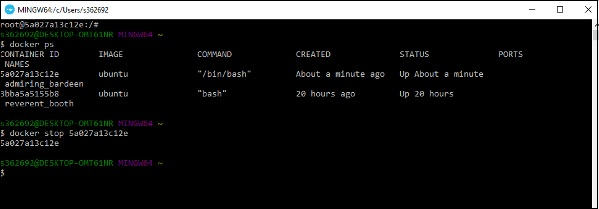 MINGW64:/c/Users/s362692
root@5a027a13c12e:/#
s362692@DESKTOP-OMT61NR MINGW64 ~
$ docker ps
CONTAINER ID IMAGE COMMAND CREATED STATUS PORTS
NAMES
5a027a13c12e ubuntu "/bin/bash" About a minute ago Up About a minute
admiring_bardeen
3bba5a5155b8 ubuntu "bash" 20 hours ago Up 20 hours
reverent_booth
s362692@DESKTOP-OMT61NR MINGW64 ~
$ docker stop 5a027a13c12e
5a027a13c12e
s362692@DESKTOP-OMT61NR MINGW64 ~
$